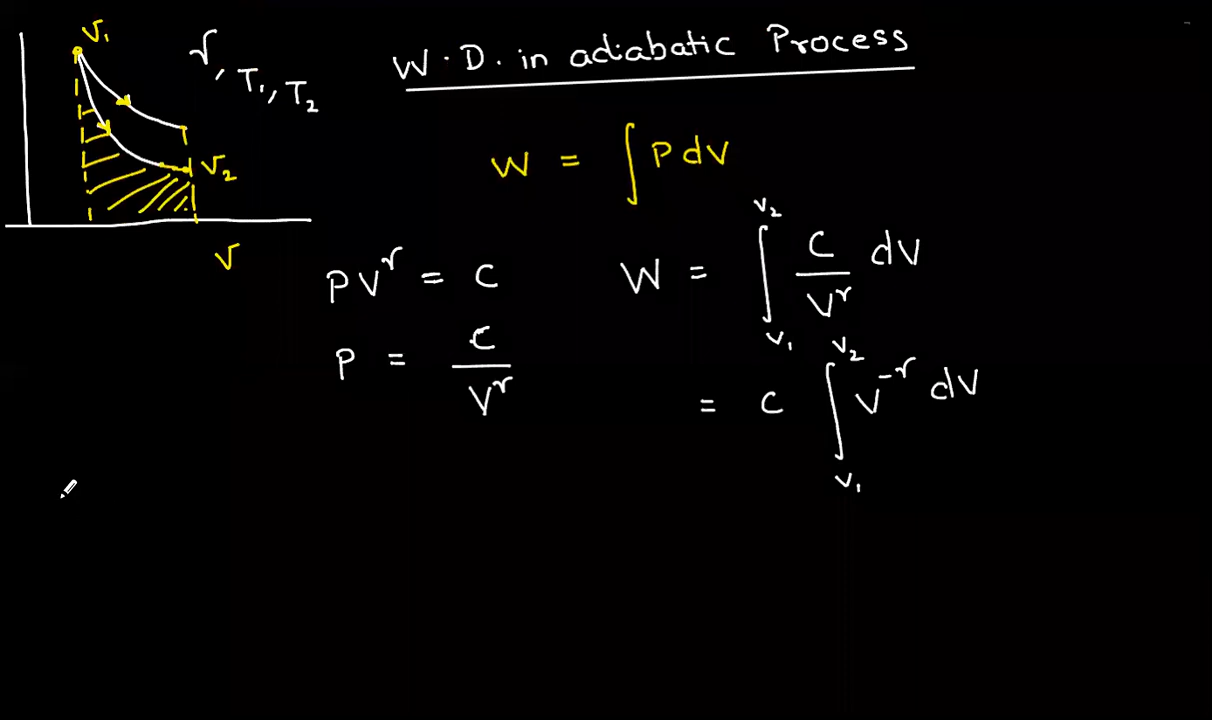 W.D. in adiabatic Process
V₁
γ, T₁, T₂
V₂
V
W = ∫ P dV
PV^γ = C
P = C / V^γ
W = ∫_{V₁}^{V₂} C / V^γ dV
= C ∫_{V₁}^{V₂} V^{-γ} dV